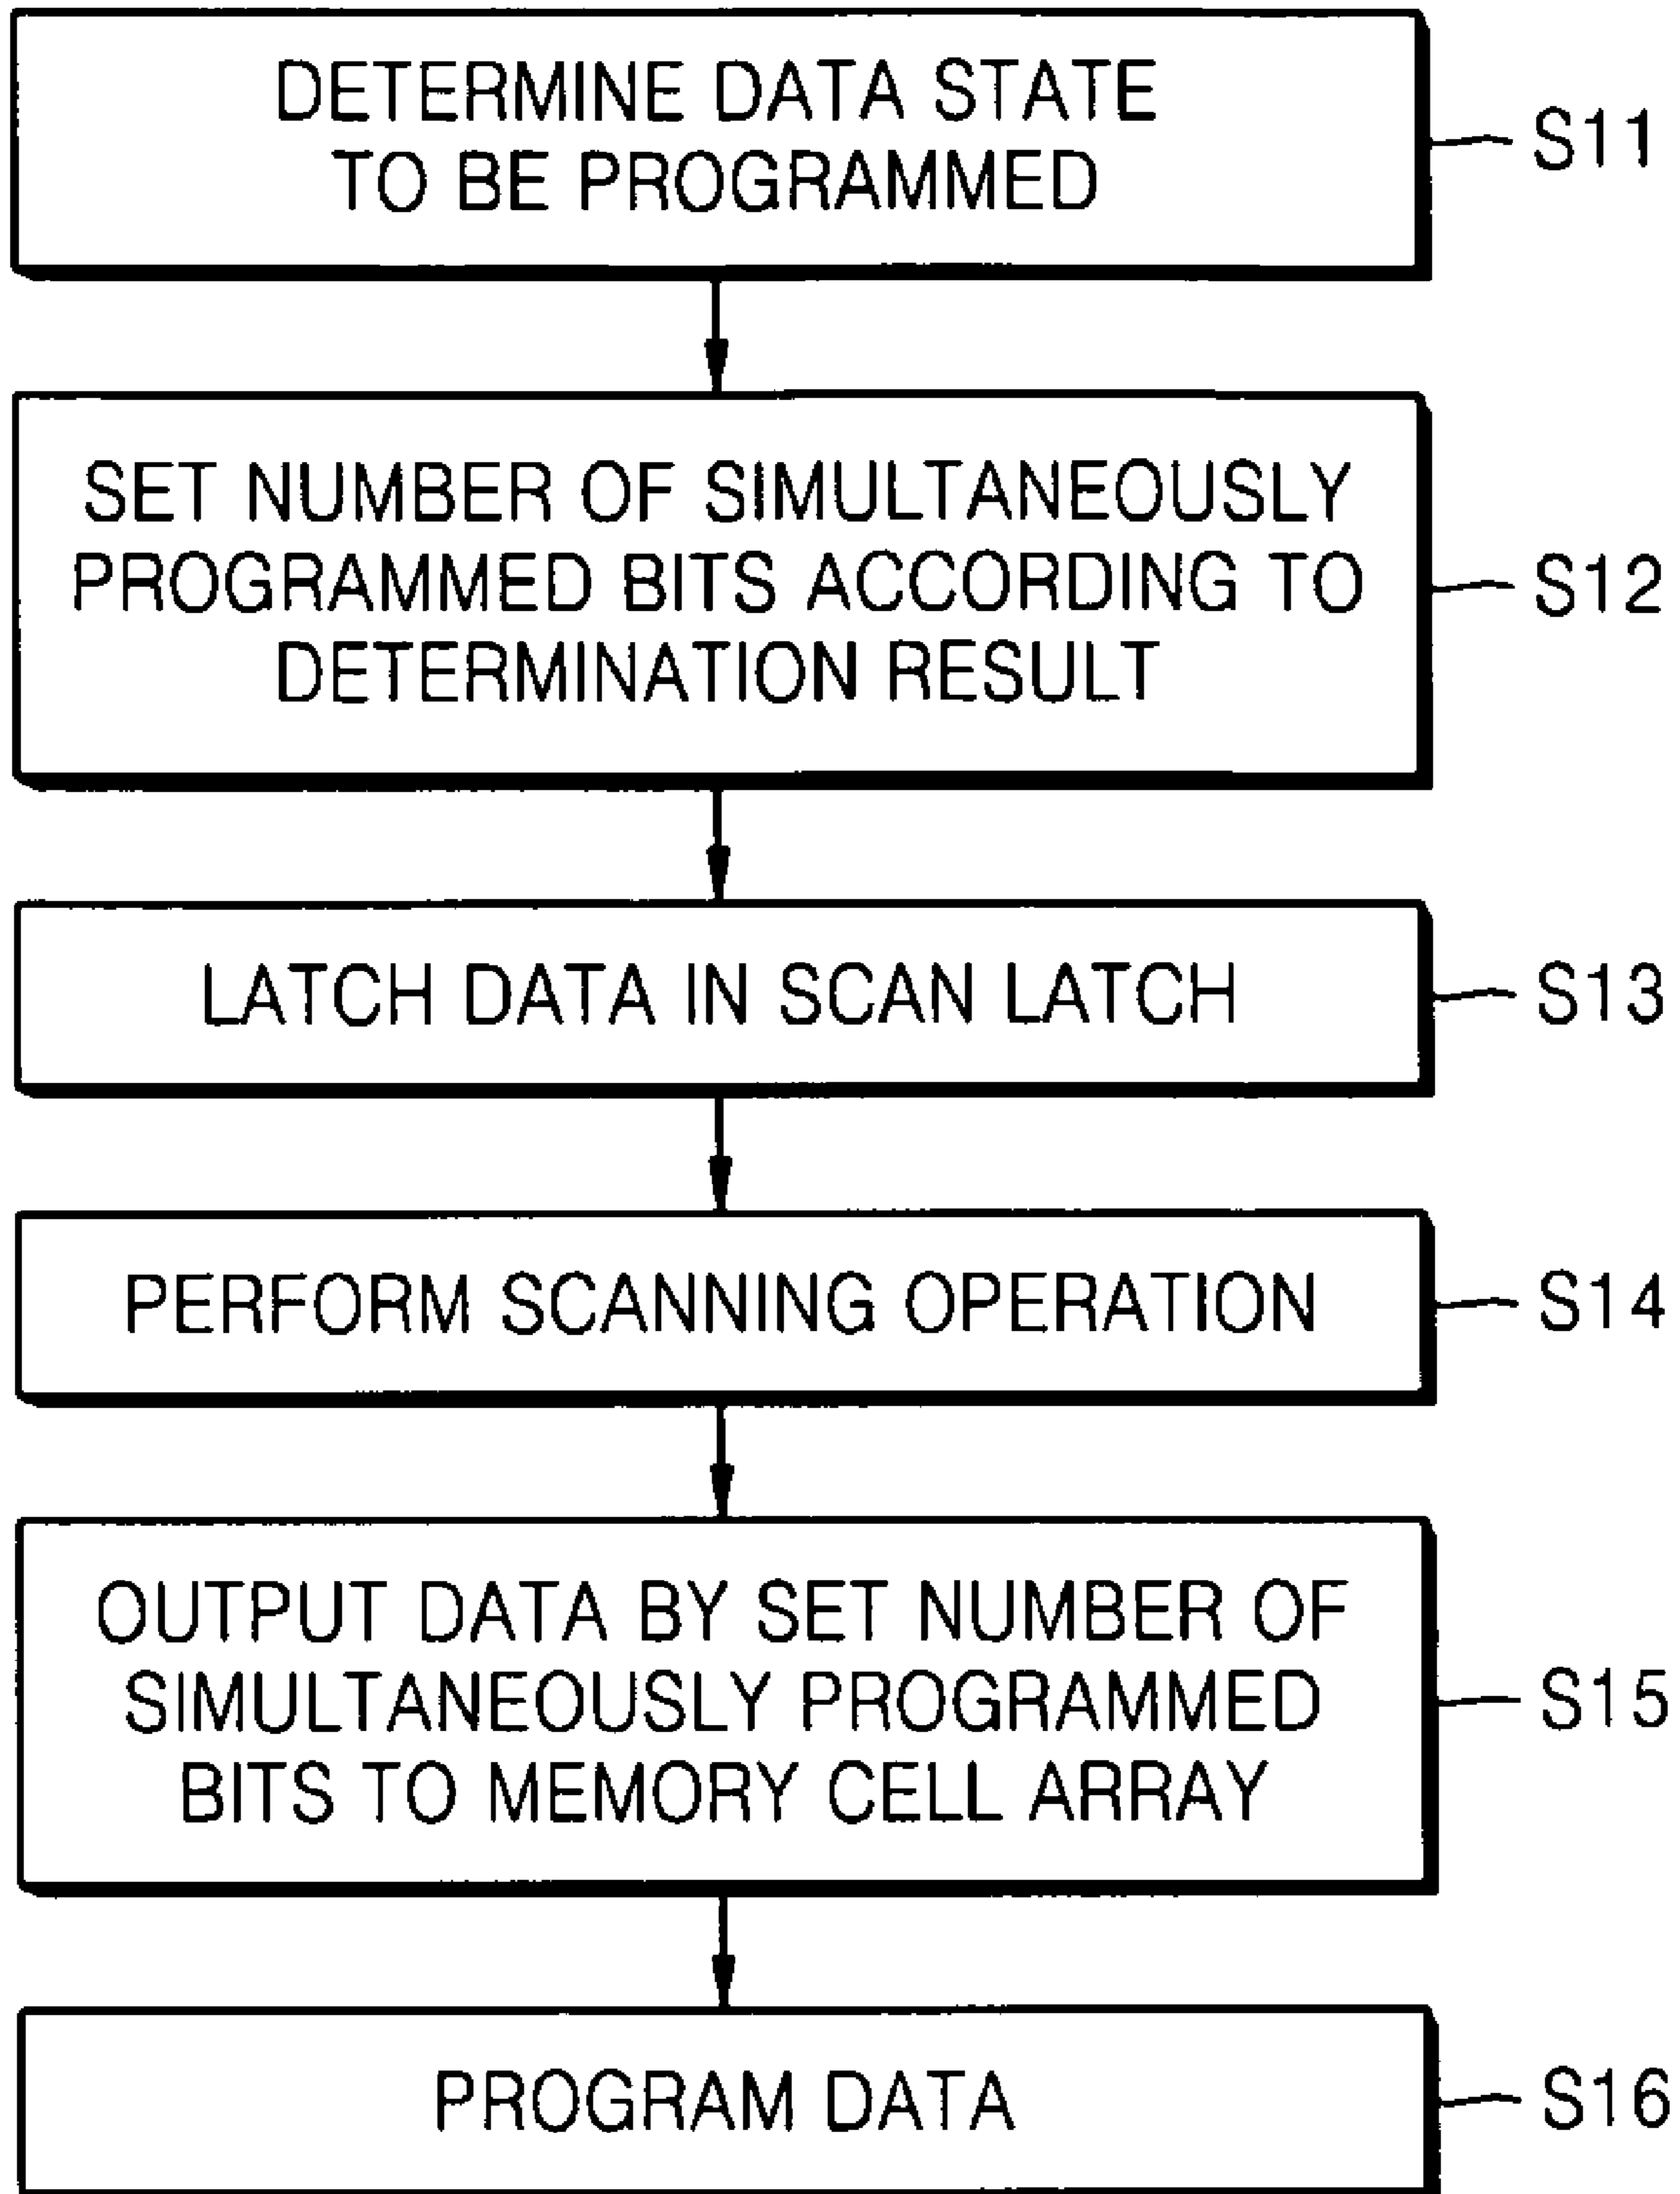 DETERMINE DATA STATE
TO BE PROGRAMMED
S11
SET NUMBER OF SIMULTANEOUSLY
PROGRAMMED BITS ACCORDING TO
DETERMINATION RESULT
S12
LATCH DATA IN SCAN LATCH
S13
PERFORM SCANNING OPERATION
S14
OUTPUT DATA BY SET NUMBER OF
SIMULTANEOUSLY PROGRAMMED
BITS TO MEMORY CELL ARRAY
S15
PROGRAM DATA
S16